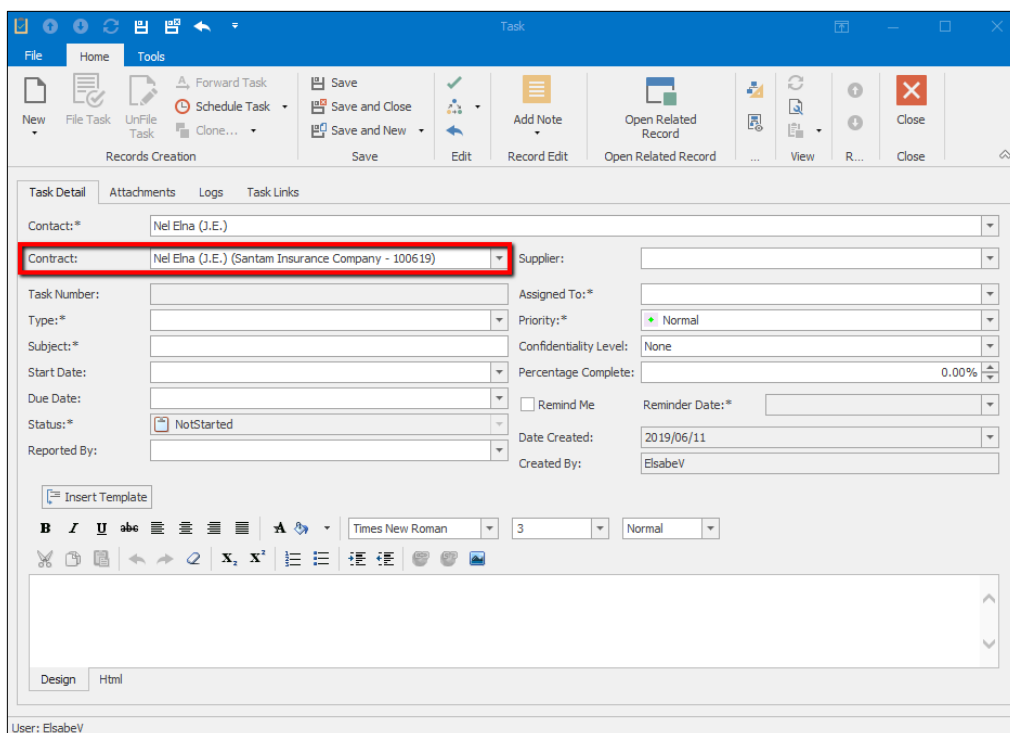 Task
File Home Tools
New
File Task
UnFile Task
Forward Task
Schedule Task
Clone...
Records Creation
Save
Save and Close
Save and New
Save
Edit
Add Note
Record Edit
Open Related Record
Open Related Record
...
View
R...
Close
Close
Task Detail Attachments Logs Task Links
Contact:* Nel Elna (J.E.)
Contract: Nel Elna (J.E.) (Santam Insurance Company - 100619) Supplier:
Task Number: Assigned To:*
Type:* Priority:* Normal
Subject:* Confidentiality Level: None
Start Date: Percentage Complete: 0.00%
Due Date: Remind Me Reminder Date:*
Status:* NotStarted
Date Created: 2019/06/11
Reported By:
Created By: ElsabeV
Insert Template
B I U abc A Times New Roman 3 Normal
X₂ X²
Design Html
User: ElsabeV